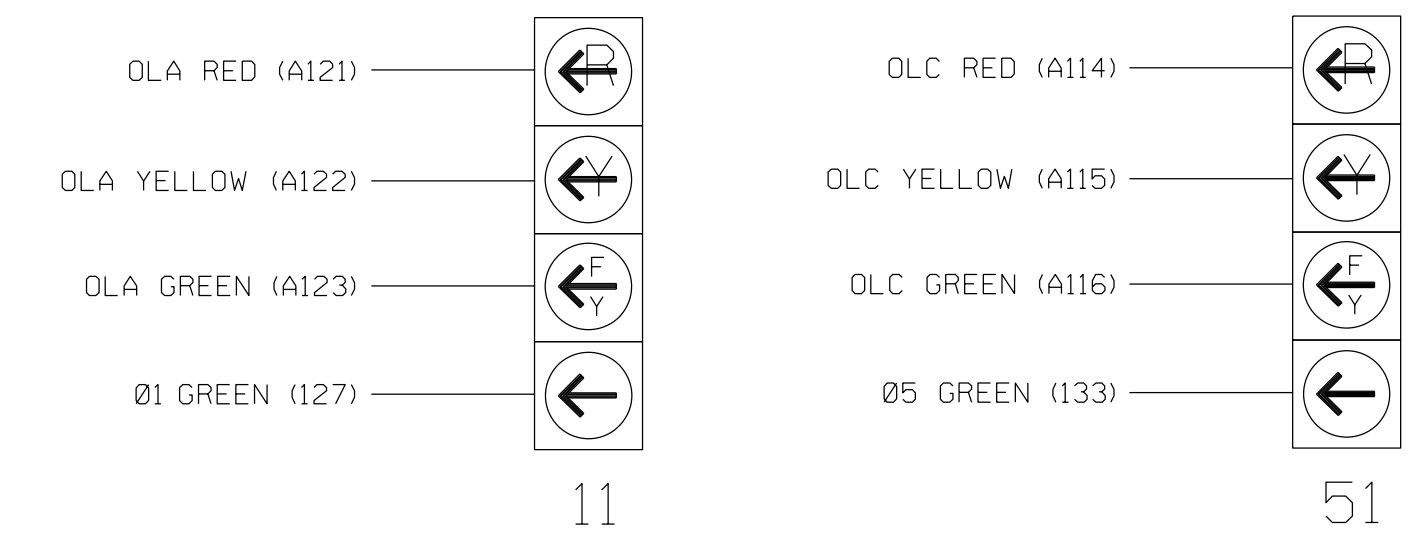 OLA RED (A121)
R
OLA YELLOW (A122)
Y
OLA GREEN (A123)
F
Y
Ø1 GREEN (127)
11
OLC RED (A114)
R
OLC YELLOW (A115)
Y
OLC GREEN (A116)
F
Y
Ø5 GREEN (133)
51